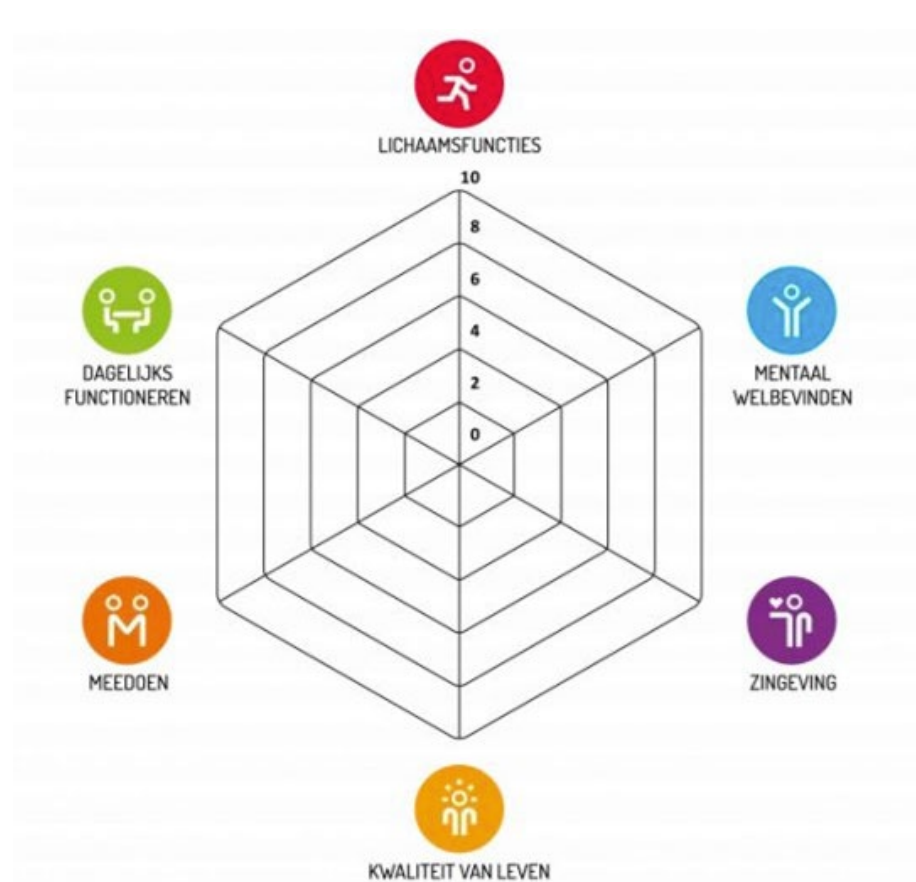 LICHAAMSFUNCTIES
10
8
6
4
2
0
DAGELIJKS
FUNCTIONEREN
MENTAAL
WELBEVINDEN
MEEDOEN
ZINGEVING
KWALITEIT VAN LEVEN